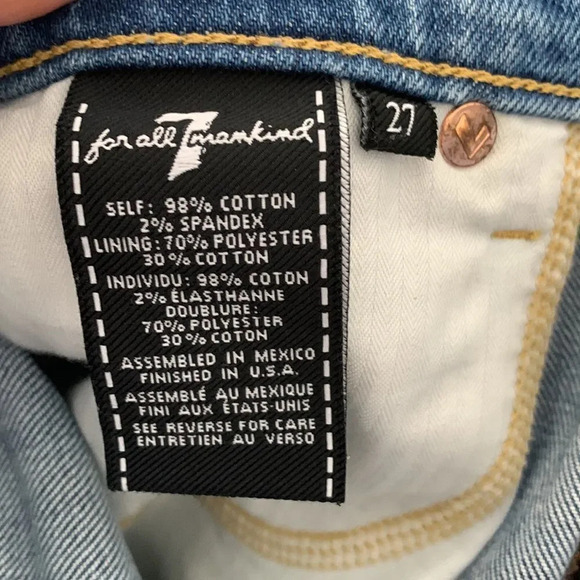 for all 7 mankind
27
SELF: 98% COTTON
2% SPANDEX
LINING: 70% POLYESTER
30% COTTON
INDIVIDU: 98% COTON
2% ÉLASTHANNE
DOUBLURE:
70% POLYESTER
30% COTON
ASSEMBLED IN MEXICO
FINISHED IN U.S.A.
ASSEMBLÉ AU MEXIQUE
FINI AUX ÉTATS-UNIS
SEE REVERSE FOR CARE
ENTRETIEN AU VERSO